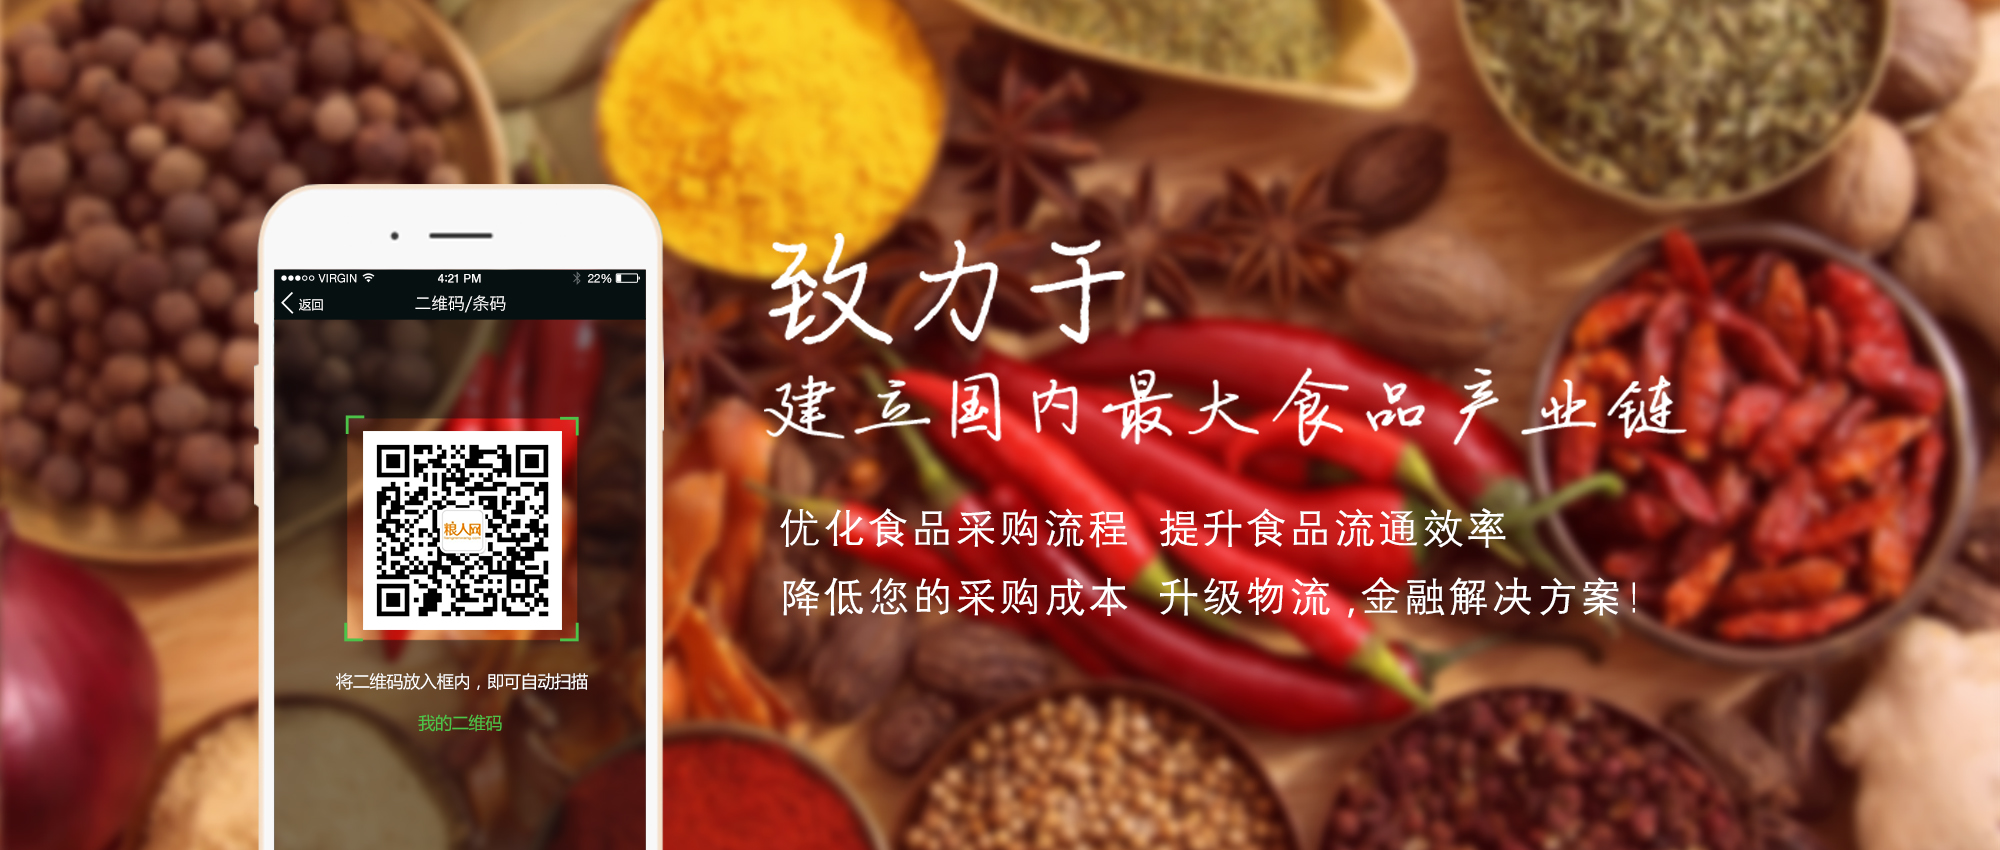 VIRGIN 4:21 PM 22%
返回 二维码/条码
粮人网
将二维码放入框内，即可自动扫描
我的二维码
致力于
建立国内最大食品产业链
优化食品采购流程 提升食品流通效率
降低您的采购成本 升级物流,金融解决方案!